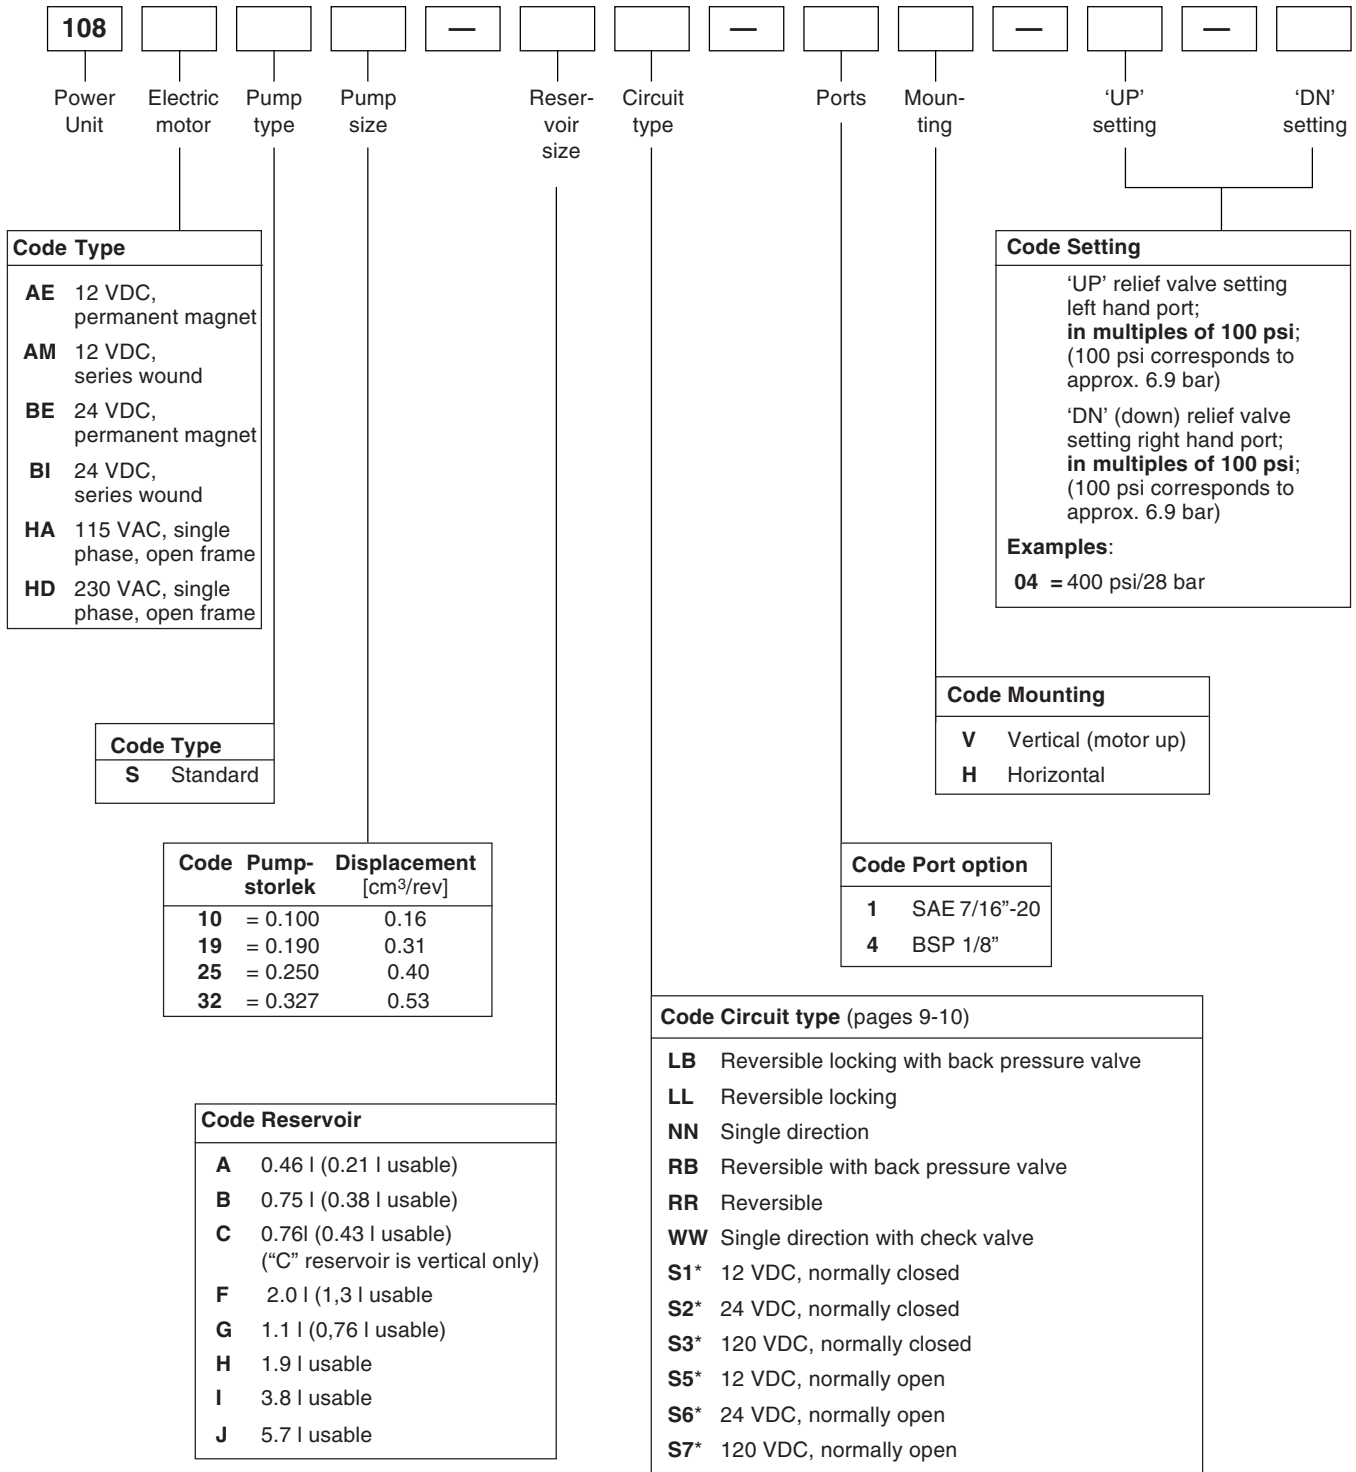 108 — — — —
Power Unit
Electric motor
Pump type
Pump size
Reser-
voir
size
Circuit type
Ports
Moun-
ting
'UP' setting
'DN' setting
Code Type
AE 12 VDC,
permanent magnet
AM 12 VDC,
series wound
BE 24 VDC,
permanent magnet
BI 24 VDC,
series wound
HA 115 VAC, single
phase, open frame
HD 230 VAC, single
phase, open frame
Code Setting
'UP' relief valve setting
left hand port;
in multiples of 100 psi;
(100 psi corresponds to
approx. 6.9 bar)
'DN' (down) relief valve
setting right hand port;
in multiples of 100 psi;
(100 psi corresponds to
approx. 6.9 bar)
Examples:
04 = 400 psi/28 bar
Code Mounting
V Vertical (motor up)
H Horizontal
Code Type
S Standard
Code Pump- Displacement
storlek [cm³/rev]
10 = 0.100 0.16
19 = 0.190 0.31
25 = 0.250 0.40
32 = 0.327 0.53
Code Port option
1 SAE 7/16”-20
4 BSP 1/8”
Code Circuit type (pages 9-10)
LB Reversible locking with back pressure valve
LL Reversible locking
NN Single direction
RB Reversible with back pressure valve
RR Reversible
WW Single direction with check valve
S1* 12 VDC, normally closed
S2* 24 VDC, normally closed
S3* 120 VDC, normally closed
S5* 12 VDC, normally open
S6* 24 VDC, normally open
S7* 120 VDC, normally open
Code Reservoir
A 0.46 l (0.21 l usable)
B 0.75 l (0.38 l usable)
C 0.76l (0.43 l usable)
(“C” reservoir is vertical only)
F 2.0 l (1,3 l usable
G 1.1 l (0,76 l usable)
H 1.9 l usable
I 3.8 l usable
J 5.7 l usable